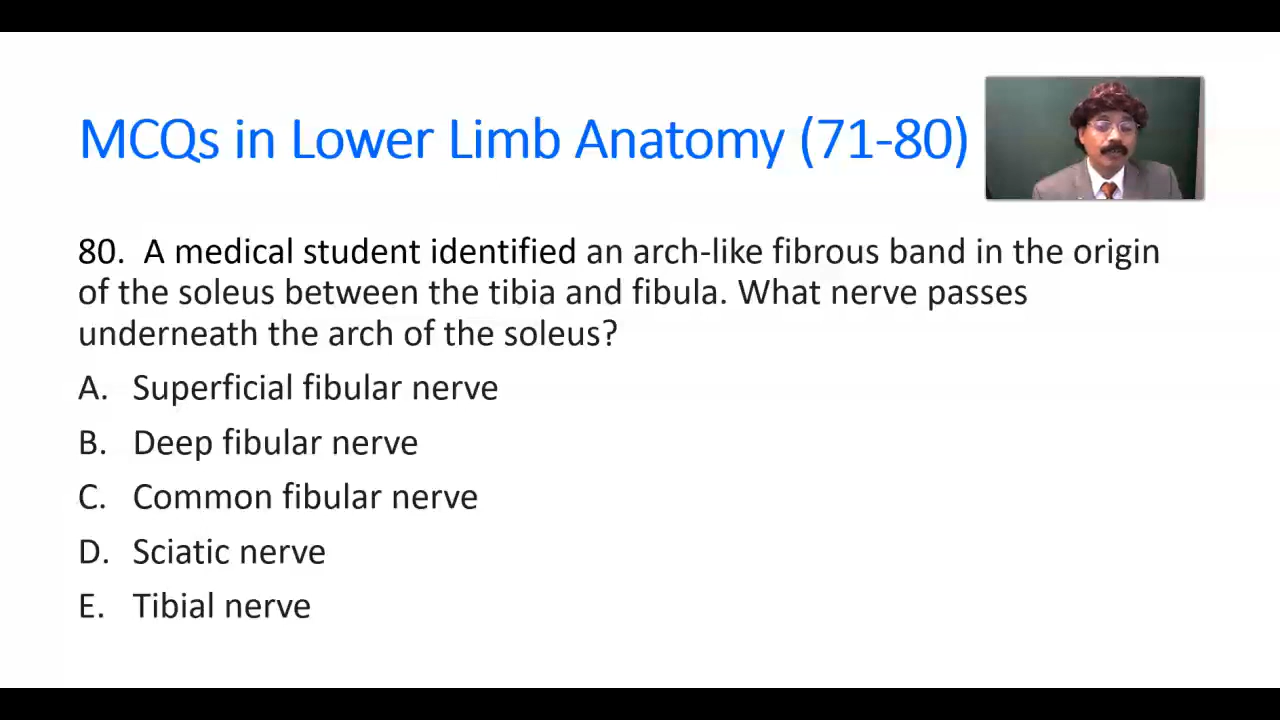 MCQs in Lower Limb Anatomy (71-80)
80. A medical student identified an arch-like fibrous band in the origin
of the soleus between the tibia and fibula. What nerve passes
underneath the arch of the soleus?
A. Superficial fibular nerve
B. Deep fibular nerve
C. Common fibular nerve
D. Sciatic nerve
E. Tibial nerve